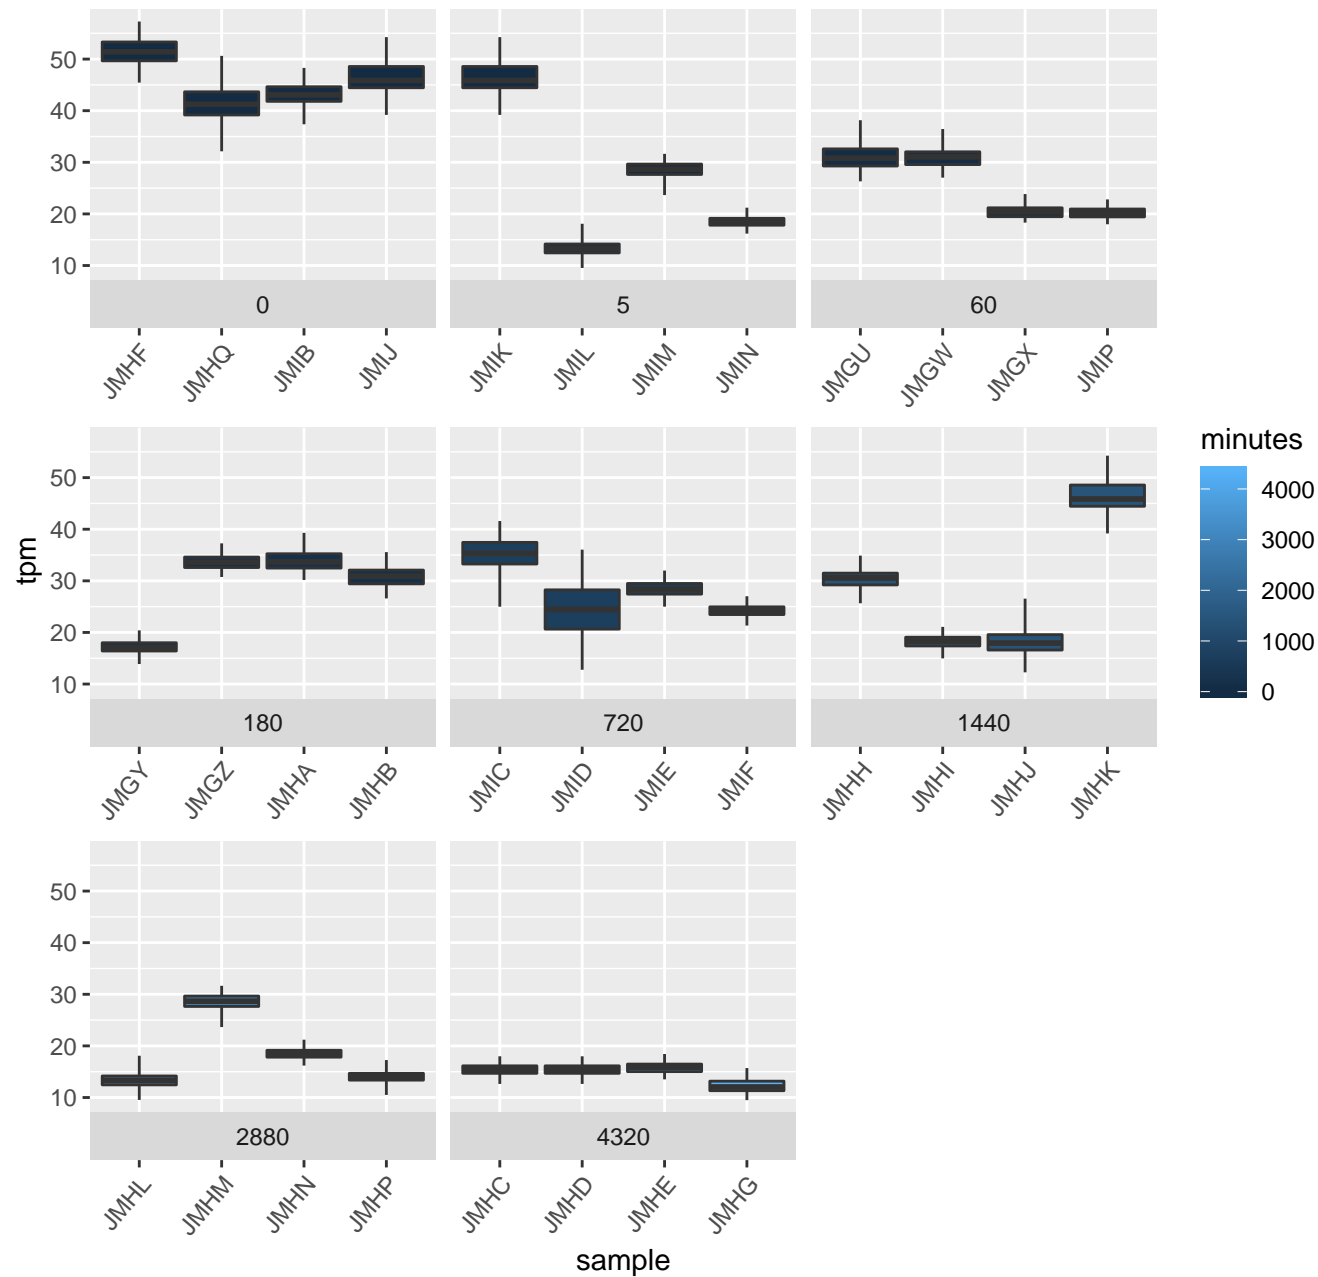 50
40
30
20
10
0
5
60
JMHF
JMHQ
JMIB
JMIJ
JMIK
JMIL
JMIM
JMIN
JMGU
JMGW
JMGX
JMIP
tpm
50
40
30
20
10
180
720
1440
JMGY
JMGZ
JMHA
JMHB
JMIC
JMID
JMIE
JMIF
JMHH
JMHI
JMHJ
JMHK
minutes
4000
3000
2000
1000
0
50
40
30
20
10
2880
4320
JMHL
JMHM
JMHN
JMHP
JMHC
JMHD
JMHE
JMHG
sample